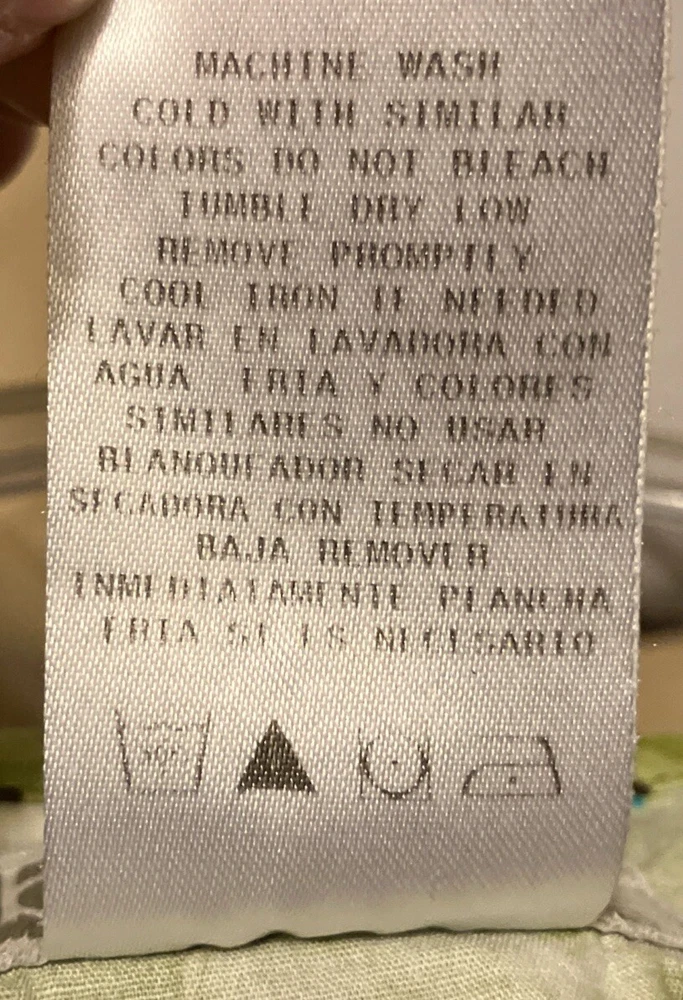 MACHINE WASH
COLD WITH SIMILAR
COLORS DO NOT BLEACH
TUMBLE DRY LOW
REMOVE PROMPTLY
COOL IRON IF NEEDED
LAVAR EN LAVADORA CON
AGUA FRIA Y COLORES
SIMILARES NO USAR
BLANQUEADOR SECAR EN
SECADORA CON TEMPERATURA
BAJA REMOVER
INMEDIATAMENTE PLANCHA
FRIA SI ES NECESARIO